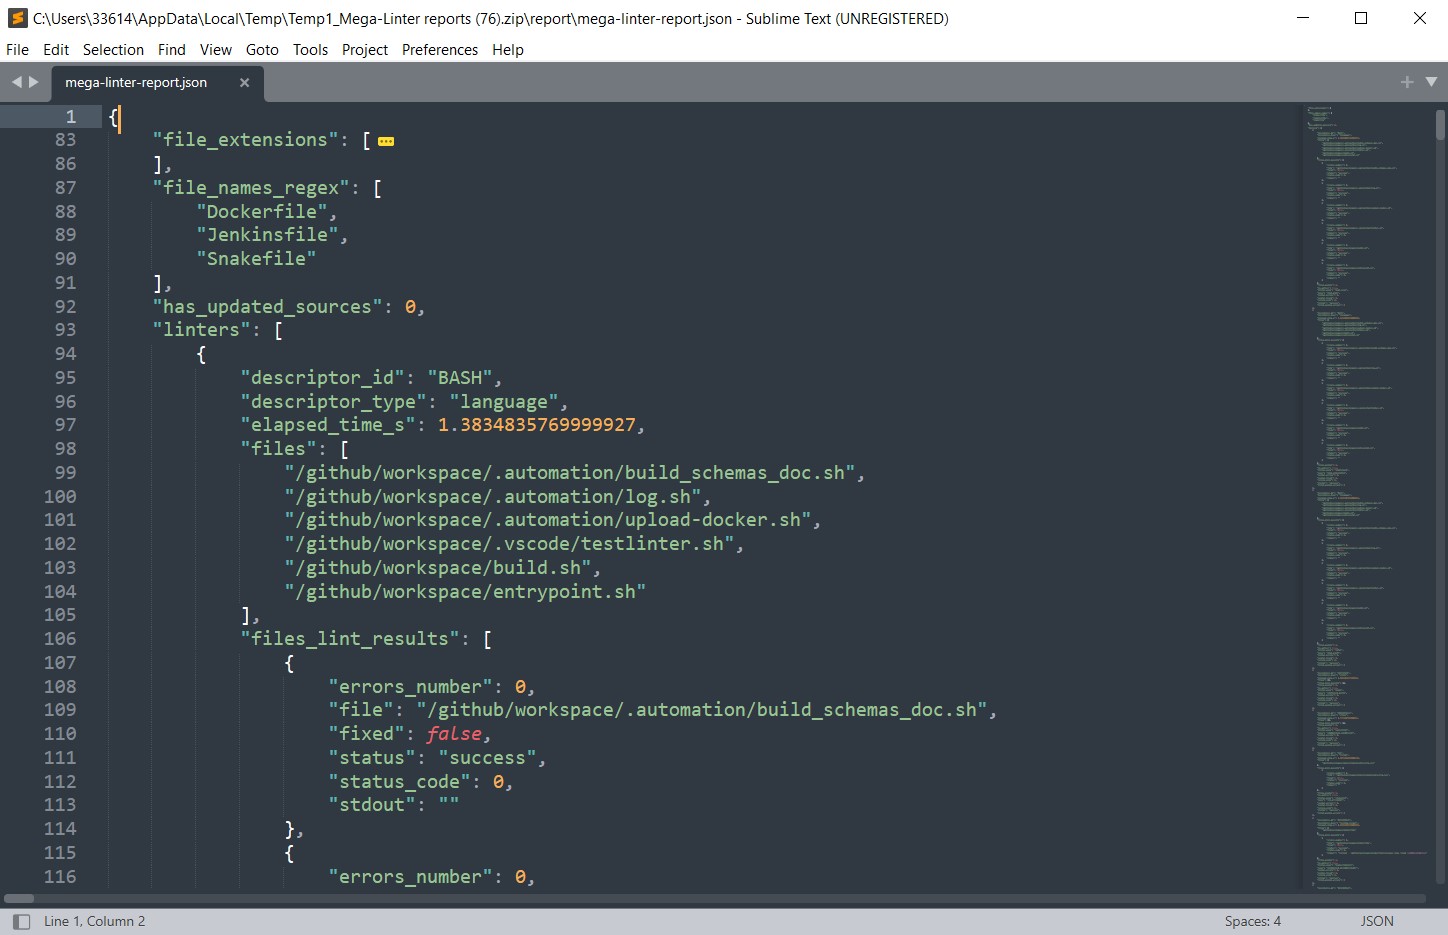 C:\Users\33614\AppData\Local\Temp\Temp1_Mega-Linter reports (76).zip\report\mega-linter-report.json - Sublime Text (UNREGISTERED)
File Edit Selection Find View Goto Tools Project Preferences Help
mega-linter-report.json
1 {
83 "file_extensions": [
86 ],
87 "file_names_regex": [
88 "Dockerfile",
89 "Jenkinsfile",
90 "Snakefile"
91 ],
92 "has_updated_sources": 0,
93 "linters": [
94 {
95 "descriptor_id": "BASH",
96 "descriptor_type": "language",
97 "elapsed_time_s": 1.3834835769999927,
98 "files": [
99 "/github/workspace/.automation/build_schemas_doc.sh",
100 "/github/workspace/.automation/log.sh",
101 "/github/workspace/.automation/upload-docker.sh",
102 "/github/workspace/.vscode/testlinter.sh",
103 "/github/workspace/build.sh",
104 "/github/workspace/entrypoint.sh"
105 ],
106 "files_lint_results": [
107 {
108 "errors_number": 0,
109 "file": "/github/workspace/.automation/build_schemas_doc.sh",
110 "fixed": false,
111 "status": "success",
112 "status_code": 0,
113 "stdout": ""
114 },
115 {
116 "errors_number": 0,
Line 1, Column 2
Spaces: 4
JSON